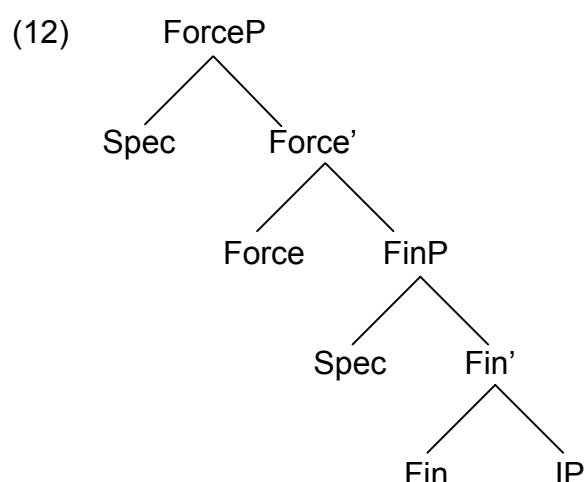 (12) ForceP
Spec Force’
Force FinP
Spec Fin’
Fin IP